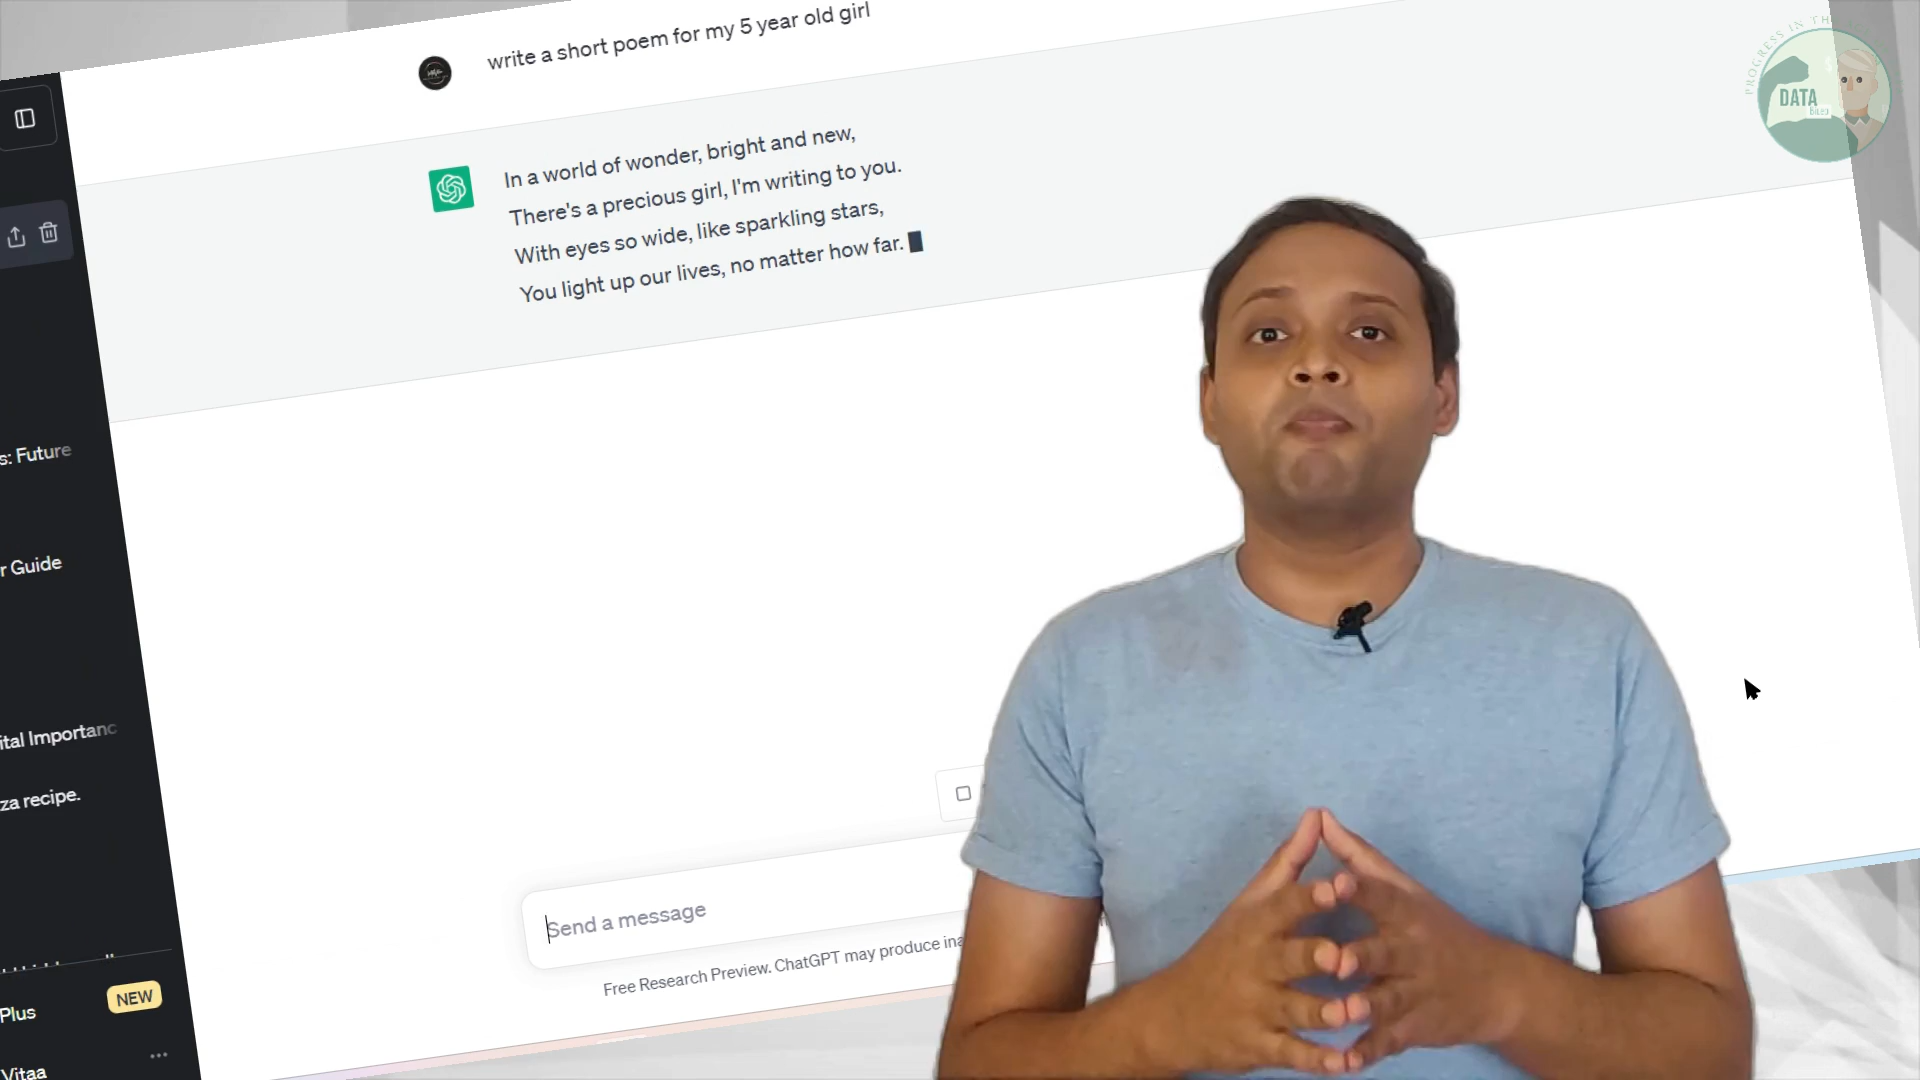 write a short poem for my 5 year old girl
In a world of wonder, bright and new,
There's a precious girl, I'm writing to you.
With eyes so wide, like sparkling stars,
You light up our lives, no matter how far.
s: Future
r Guide
ital Importanc
za recipe.
Plus
NEW
Vitaa
Send a message
Free Research Preview. ChatGPT may produce ina
PROGRESS IN TH
DATA